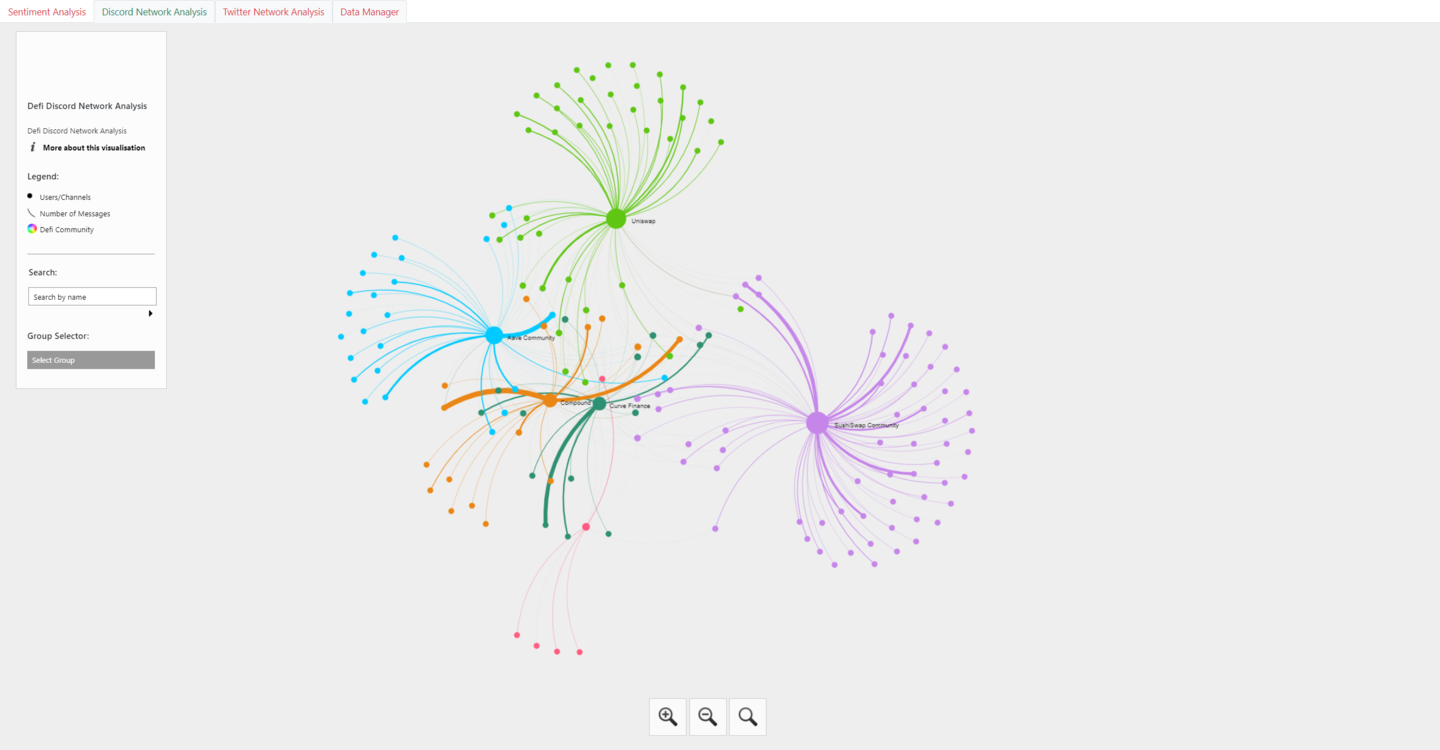 Sentiment Analysis
Discord Network Analysis
Twitter Network Analysis
Data Manager
Defi Discord Network Analysis
Defi Discord Network Analysis
i More about this visualisation
Legend:
Users/Channels
Number of Messages
Defi Community
Search:
Search by name
Group Selector:
Select Group
Uniswap
Aave Community
Compound
Curve Finance
SushiSwap Community